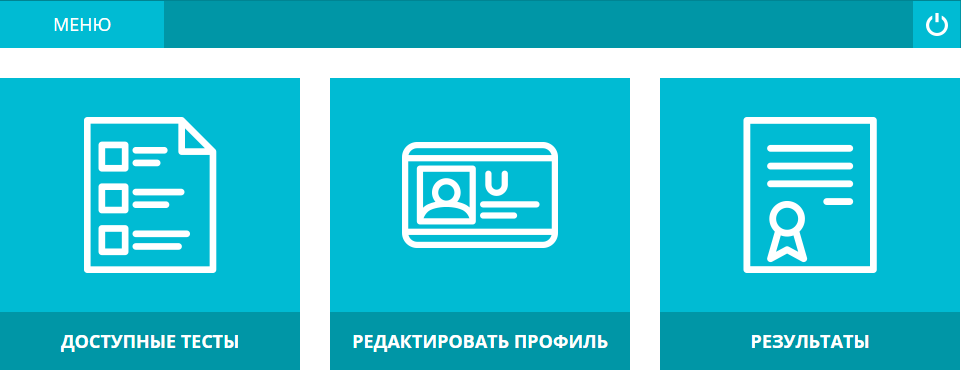 МЕНЮ
ДОСТУПНЫЕ ТЕСТЫ
РЕДАКТИРОВАТЬ ПРОФИЛЬ
РЕЗУЛЬТАТЫ